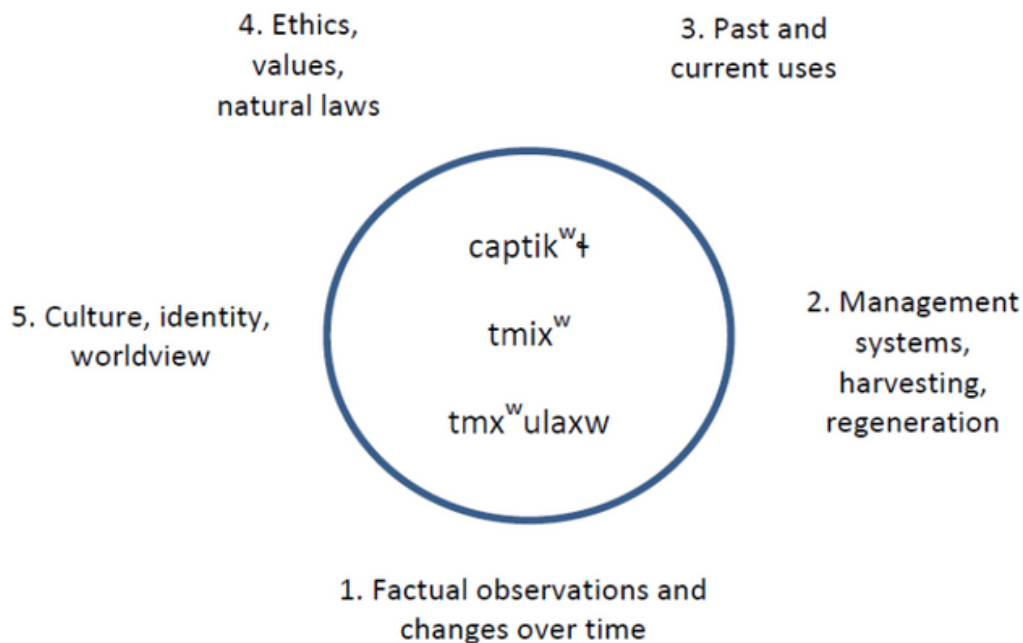 4. Ethics,
values,
natural laws
3. Past and
current uses
captikʷɬ
tmixʷ
tmxʷulaxw
5. Culture, identity,
worldview
2. Management
systems,
harvesting,
regeneration
1. Factual observations and
changes over time